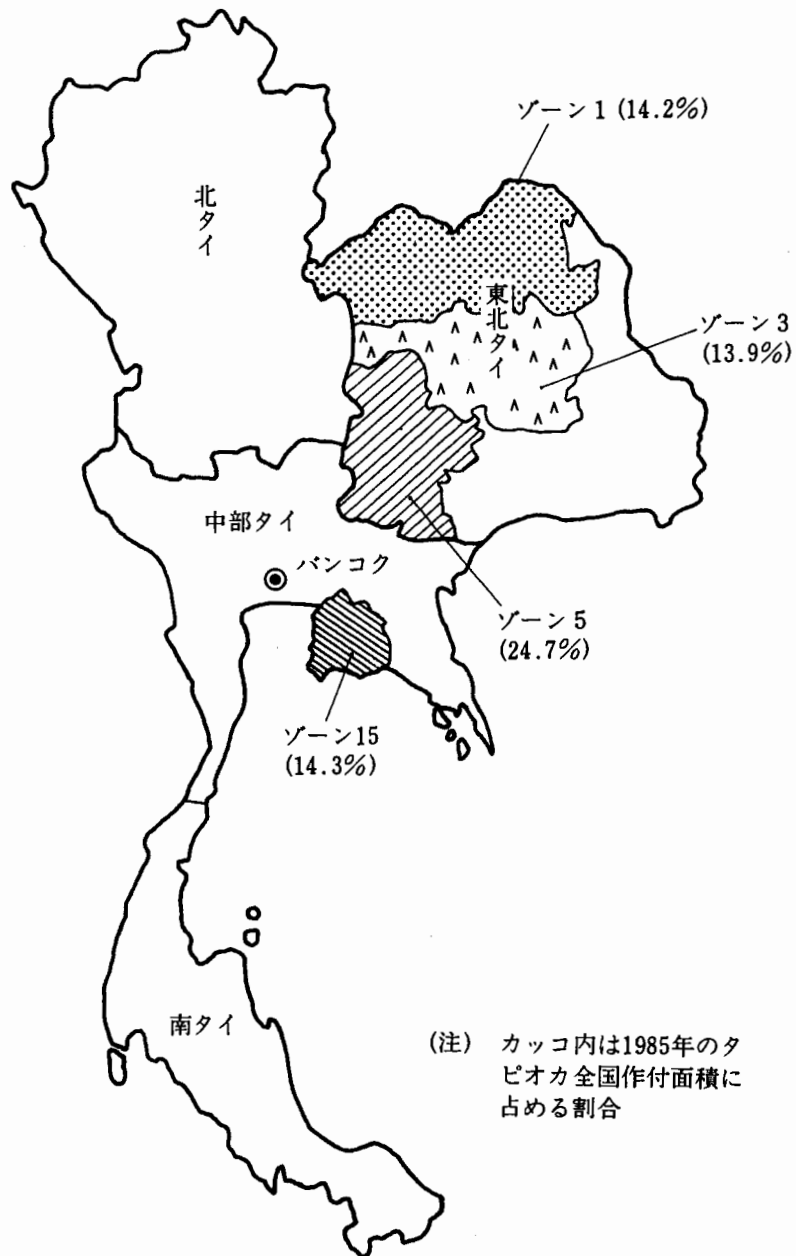 ゾーン1 (14.2%)
北タイ
東北タイ
ゾーン3
(13.9%)
中部タイ
バンコク
ゾーン5
(24.7%)
ゾーン15
(14.3%)
南タイ
(注) カッコ内は1985年のタ
ピオカ全国作付面積に
占める割合